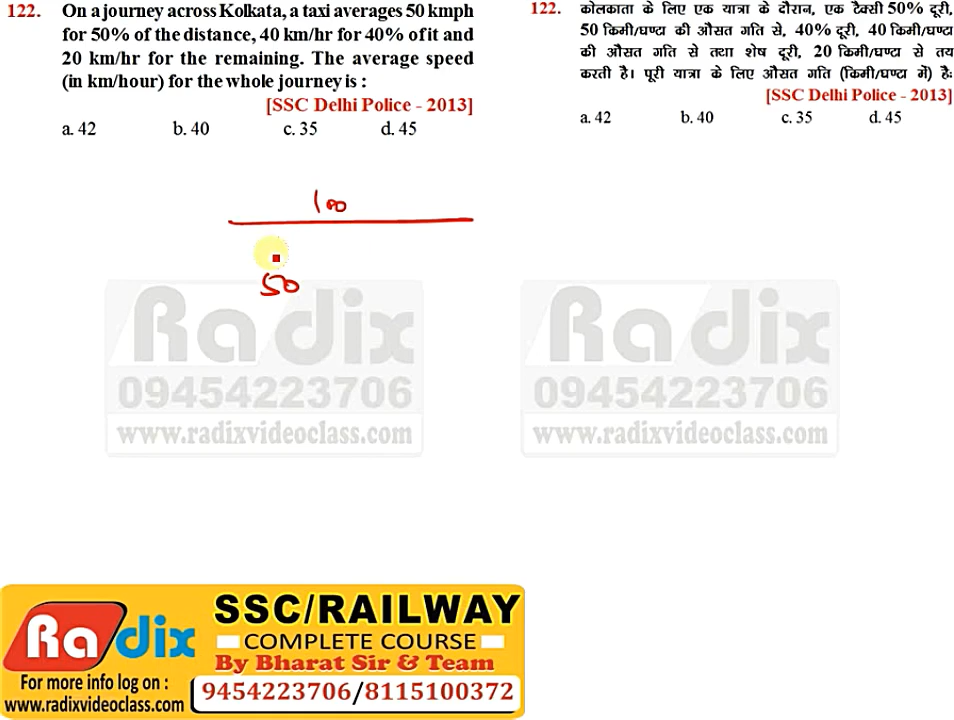 122. On a journey across Kolkata, a taxi averages 50 kmph
for 50% of the distance, 40 km/hr for 40% of it and
20 km/hr for the remaining. The average speed
(in km/hour) for the whole journey is :
[SSC Delhi Police - 2013]
a. 42 b. 40 c. 35 d. 45
122. कोलकाता के लिए एक यात्रा के दौरान, एक टैक्सी 50% दूरी,
50 किमी/घण्टा की औसत गति से, 40% दूरी, 40 किमी/घण्टा
की औसत गति से तथा शेष दूरी, 20 किमी/घण्टा से तय
करती है। पूरी यात्रा के लिए औसत गति (किमी/घण्टा में) है:
[SSC Delhi Police - 2013]
a. 42 b. 40 c. 35 d. 45
100
50
Radix
09454223706
www.radixvideoclass.com
Radix
09454223706
www.radixvideoclass.com
Radix
For more info log on :
www.radixvideoclass.com
SSC/RAILWAY
COMPLETE COURSE
By Bharat Sir & Team
9454223706/8115100372